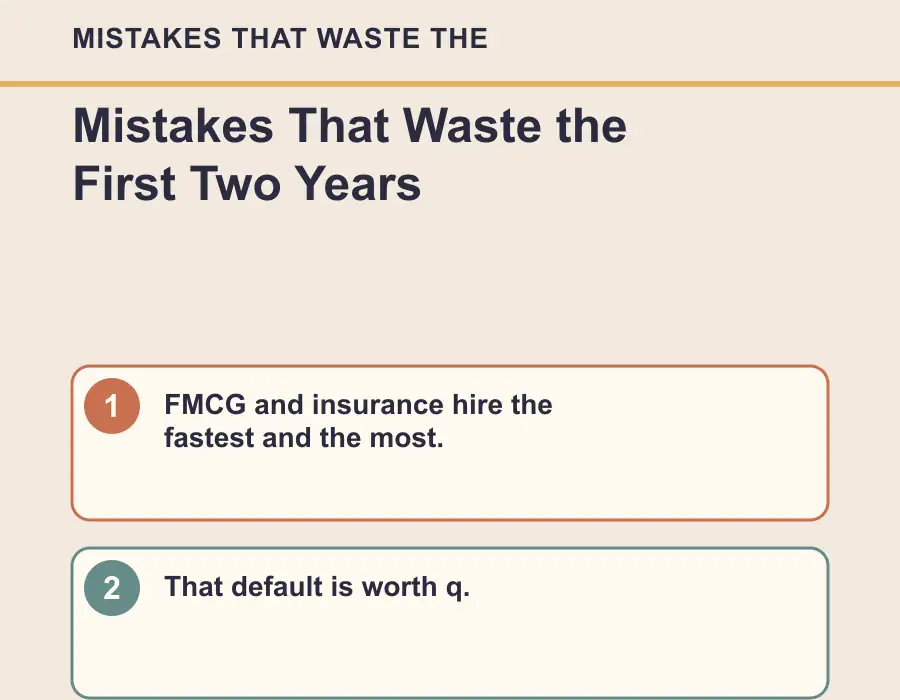 MISTAKES THAT WASTE THE
Mistakes That Waste the
First Two Years
1
FMCG and insurance hire the
fastest and the most.
2
That default is worth q.